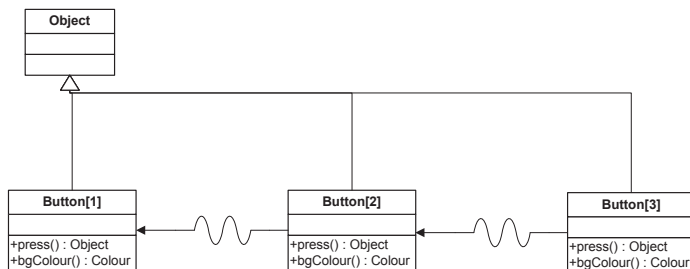 Object
Button[1]
+press() : Object
+bgColour() : Colour
Button[2]
+press() : Object
+bgColour() : Colour
Button[3]
+press() : Object
+bgColour() : Colour